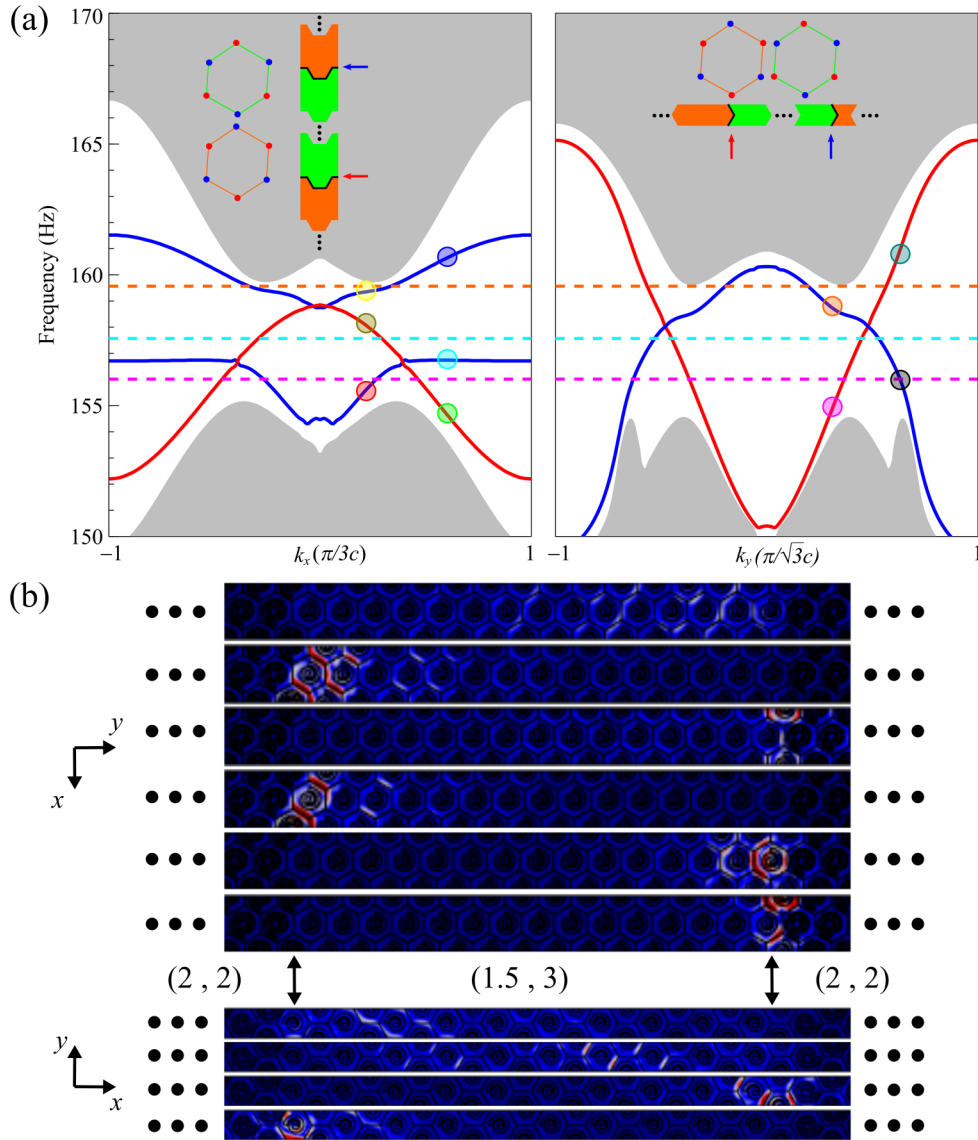 (a)
Frequency (Hz)
170
165
160
155
150
−1
k_x(π/3c)
1
−1
k_y(π/√3c)
1
(b)
y
x
(2 , 2)
(1.5 , 3)
(2 , 2)
y
x